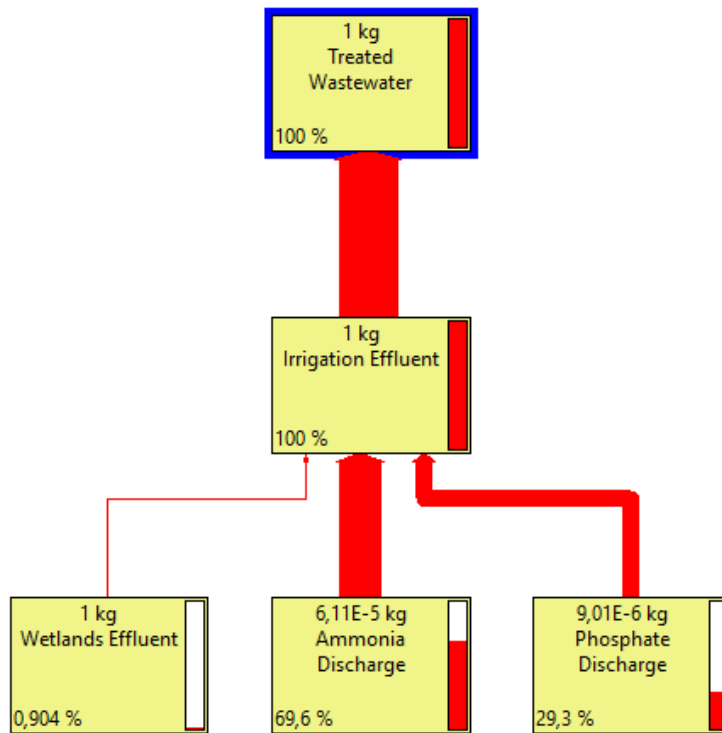 1 kg
Treated
Wastewater
100 %
1 kg
Irrigation Effluent
100 %
1 kg
Wetlands Effluent
0,904 %
6,11E-5 kg
Ammonia
Discharge
69,6 %
9,01E-6 kg
Phosphate
Discharge
29,3 %